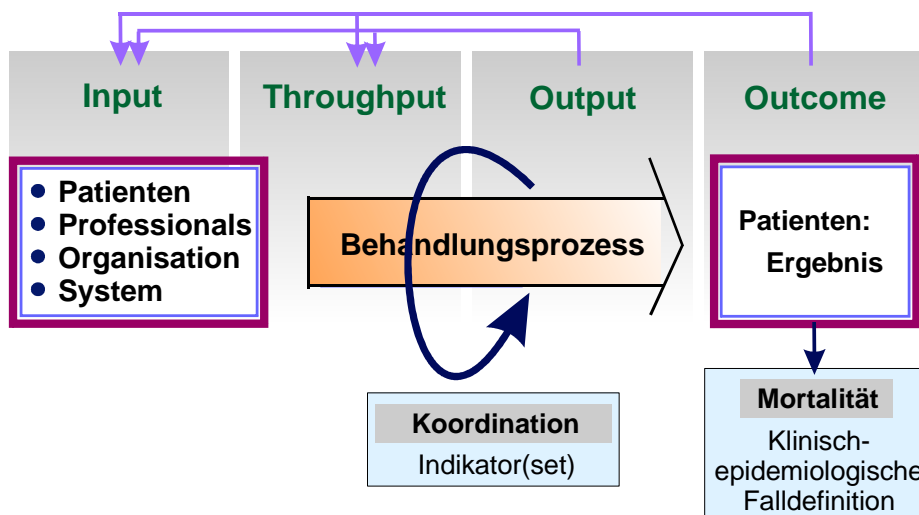 Input
Throughput
Output
Outcome
Patienten
Professionals
Organisation
System
Behandlungsprozess
Patienten:
Ergebnis
Koordination
Indikator(set)
Mortalität
Klinisch-
epidemiologische
Falldefinition